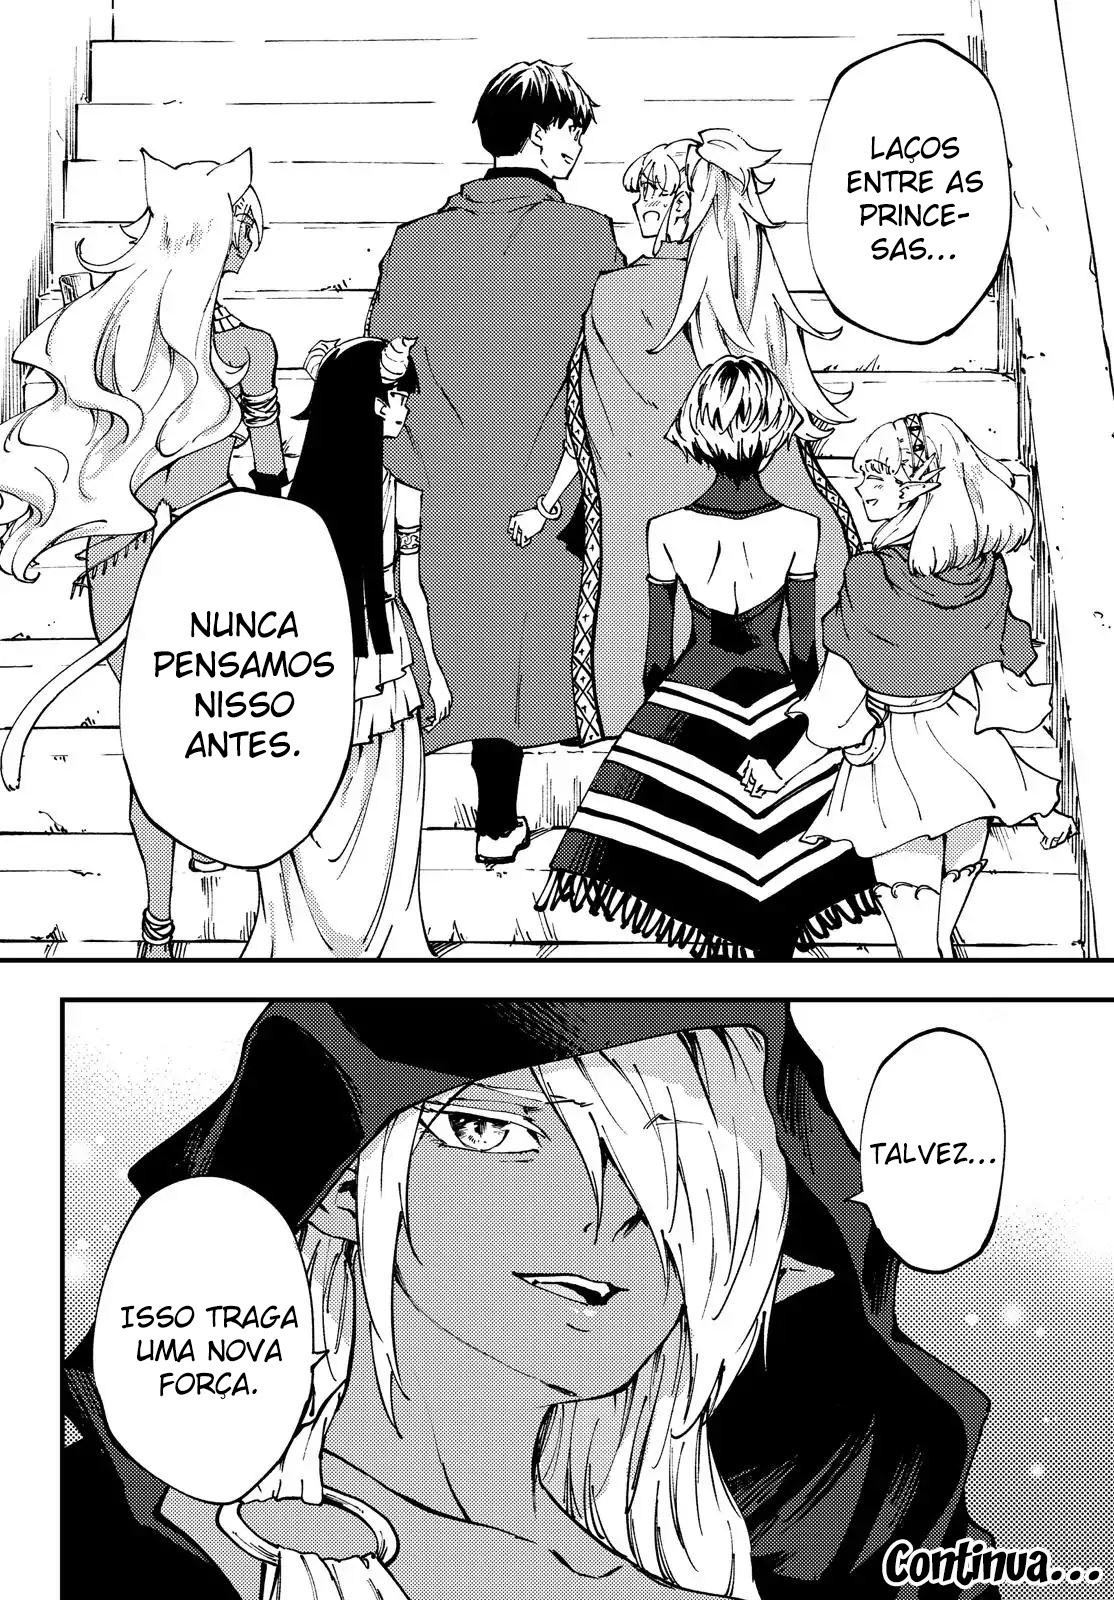 LAÇOS
ENTRE AS
PRINCE-
SAS...
NUNCA
PENSAMOS
NISSO
ANTES.
TALVEZ...
ISSO TRAGA
UMA NOVA
FORÇA.
Continua...